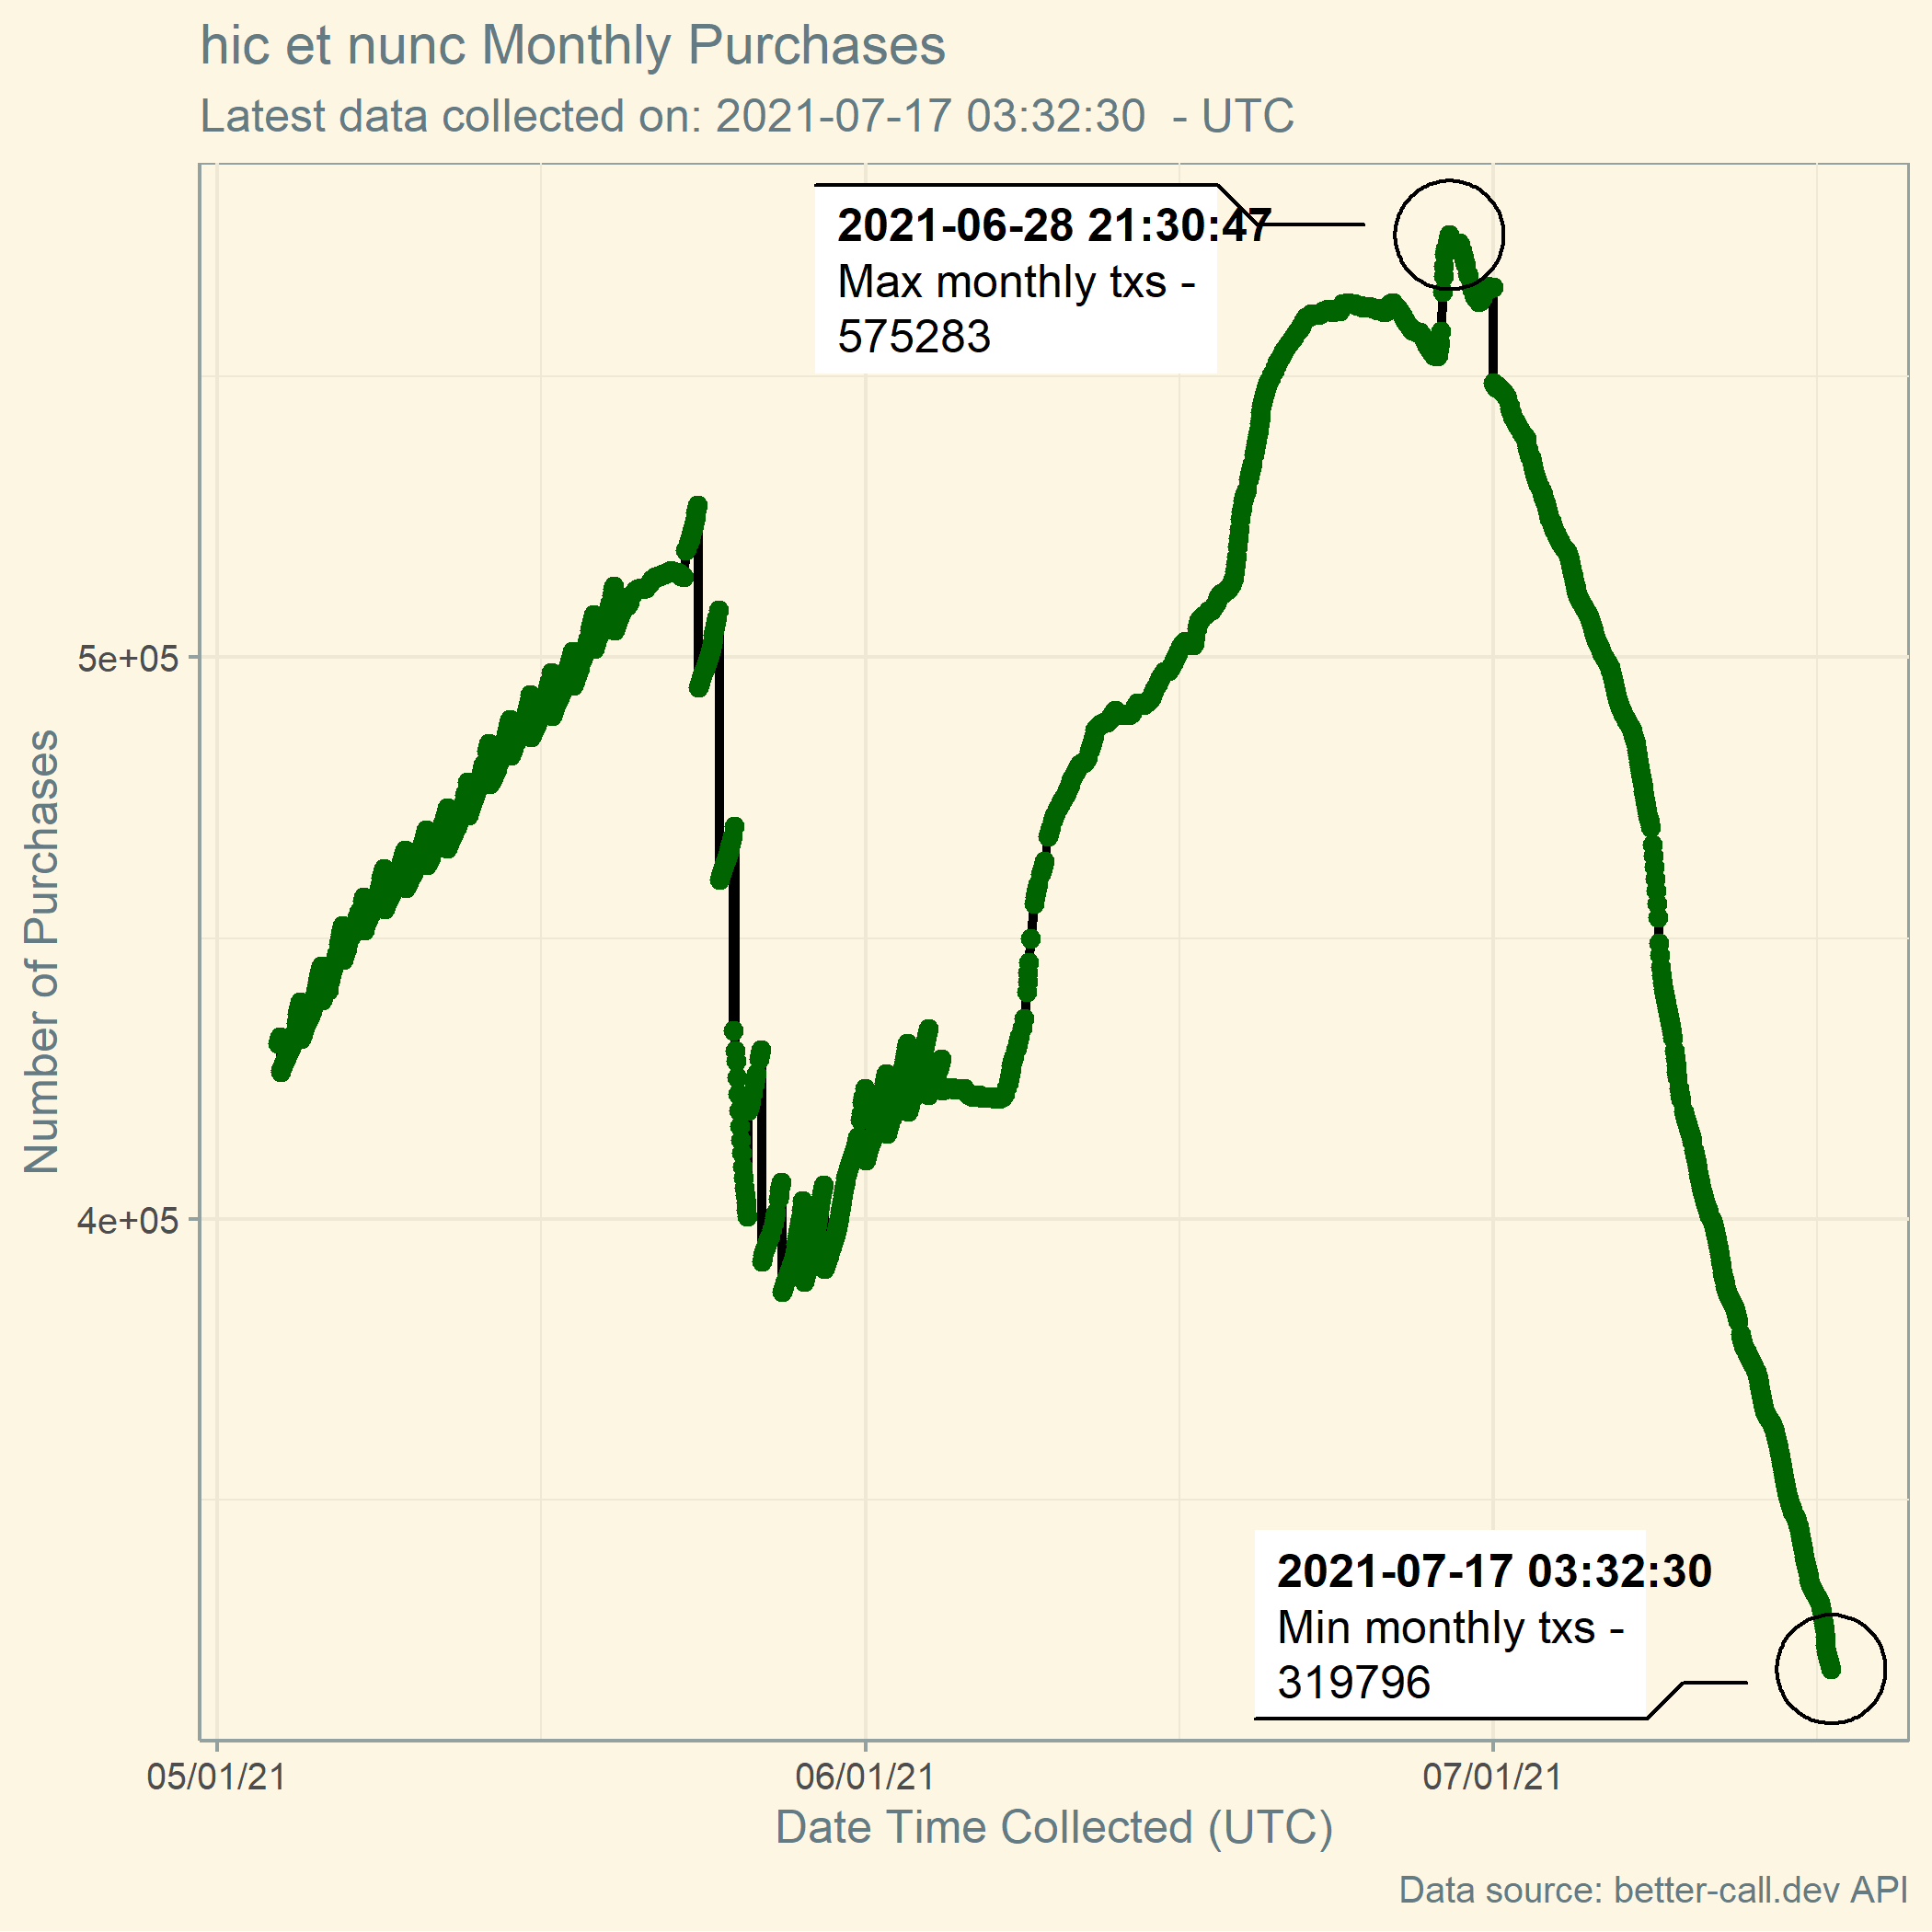 hic et nunc Monthly Purchases
Latest data collected on: 2021-07-17 03:32:30  - UTC
2021-06-28 21:30:47
Max monthly txs -
575283
5e+05
Number of Purchases
4e+05
2021-07-17 03:32:30
Min monthly txs -
319796
05/01/21
06/01/21
07/01/21
Date Time Collected (UTC)
Data source: better-call.dev API